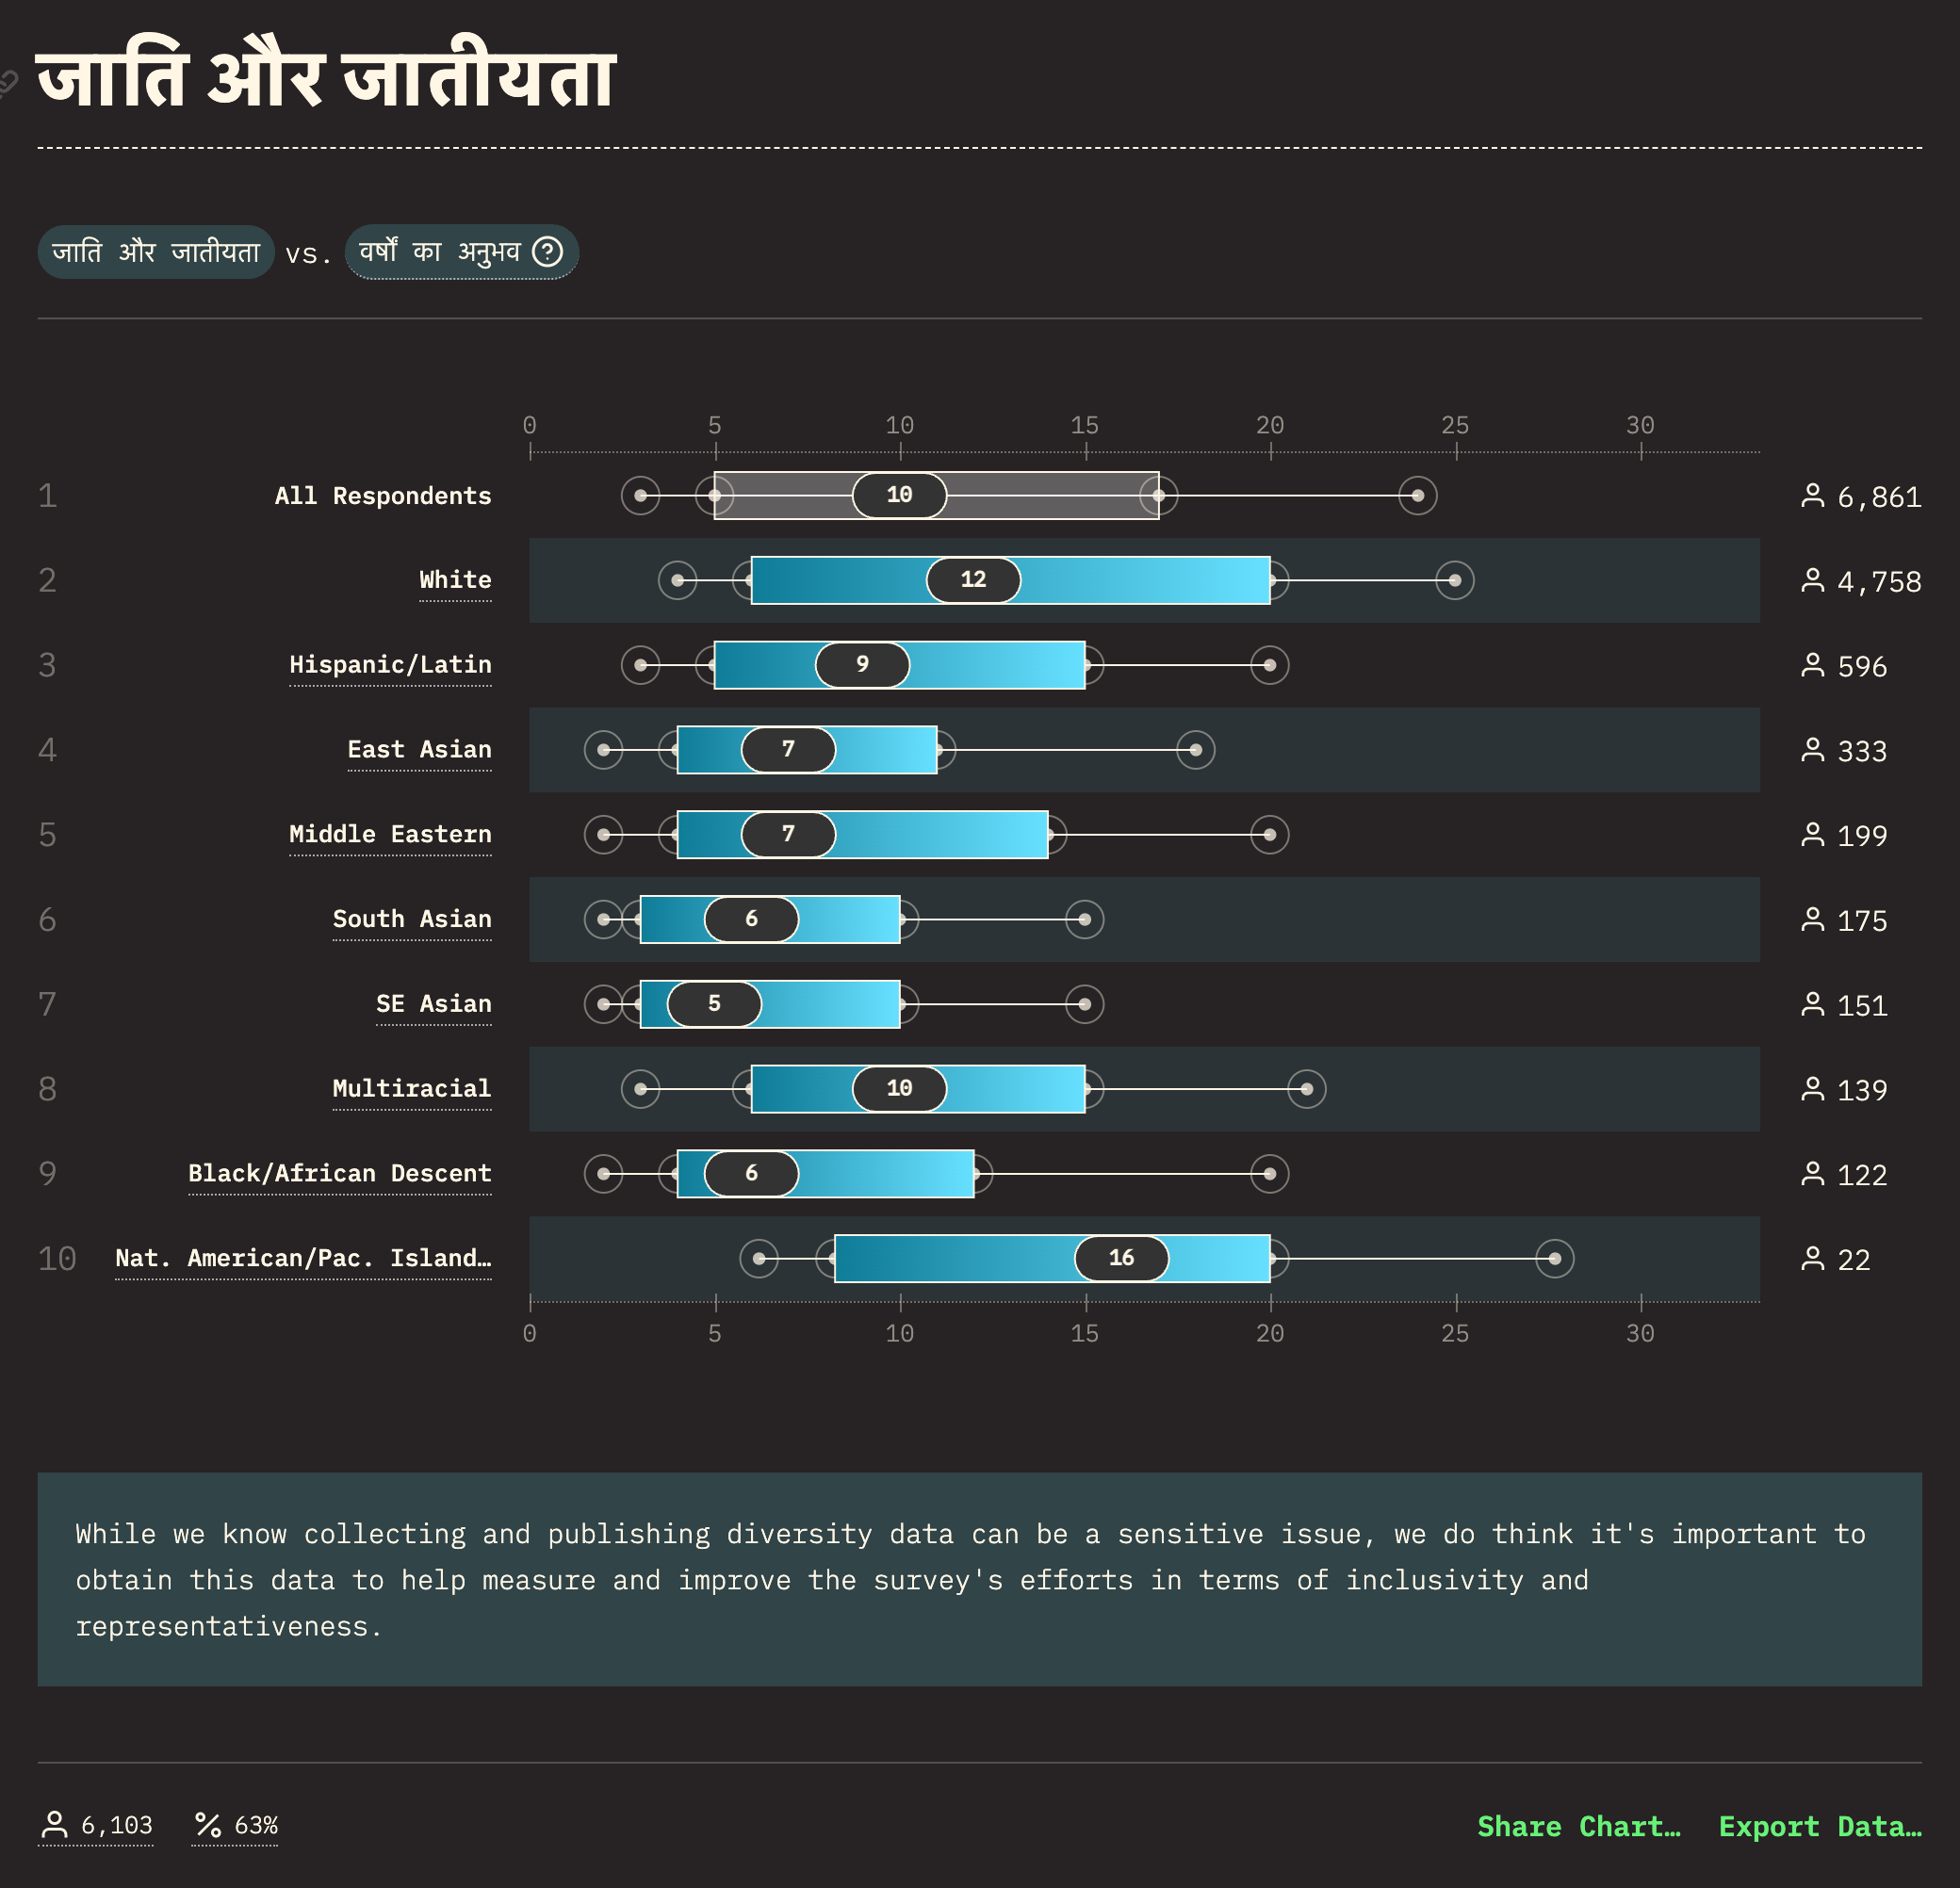 जाति और जातीयता
जाति और जातीयता vs. वर्षों का अनुभव
0 5 10 15 20 25 30
1 All Respondents 10 6,861
2 White 12 4,758
3 Hispanic/Latin 9 596
4 East Asian 7 333
5 Middle Eastern 7 199
6 South Asian 6 175
7 SE Asian 5 151
8 Multiracial 10 139
9 Black/African Descent 6 122
10 Nat. American/Pac. Island… 16 22
0 5 10 15 20 25 30
While we know collecting and publishing diversity data can be a sensitive issue, we do think it's important to
obtain this data to help measure and improve the survey's efforts in terms of inclusivity and
representativeness.
6,103 63% Share Chart… Export Data…